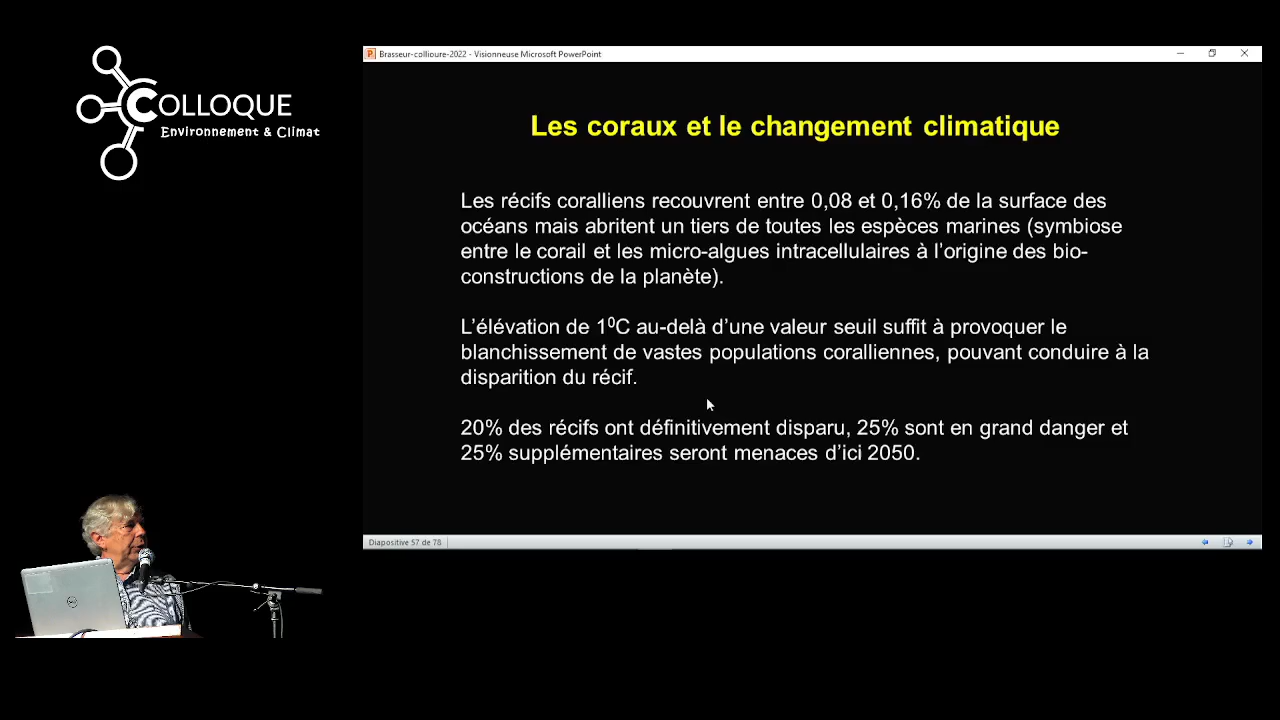 COLLOQUE
Environnement & Climat
Brasseur-collioure-2022 - Visionneuse Microsoft PowerPoint
Les coraux et le changement climatique
Les récifs coralliens recouvrent entre 0,08 et 0,16% de la surface des
océans mais abritent un tiers de toutes les espèces marines (symbiose
entre le corail et les micro-algues intracellulaires à l’origine des bio-
constructions de la planète).
L’élévation de 1⁰C au-delà d’une valeur seuil suffit à provoquer le
blanchissement de vastes populations coralliennes, pouvant conduire à la
disparition du récif.
20% des récifs ont définitivement disparu, 25% sont en grand danger et
25% supplémentaires seront menaces d’ici 2050.
Diapositive 57 de 78